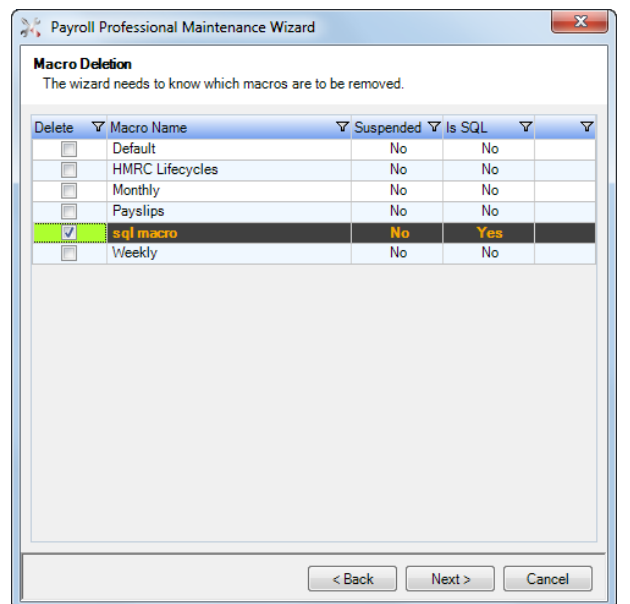 Payroll Professional Maintenance Wizard
Macro Deletion
The wizard needs to know which macros are to be removed.
Delete Macro Name Suspended Is SQL
Default No No
HMRC Lifecycles No No
Monthly No No
Payslips No No
sql macro No Yes
Weekly No No
< Back Next > Cancel